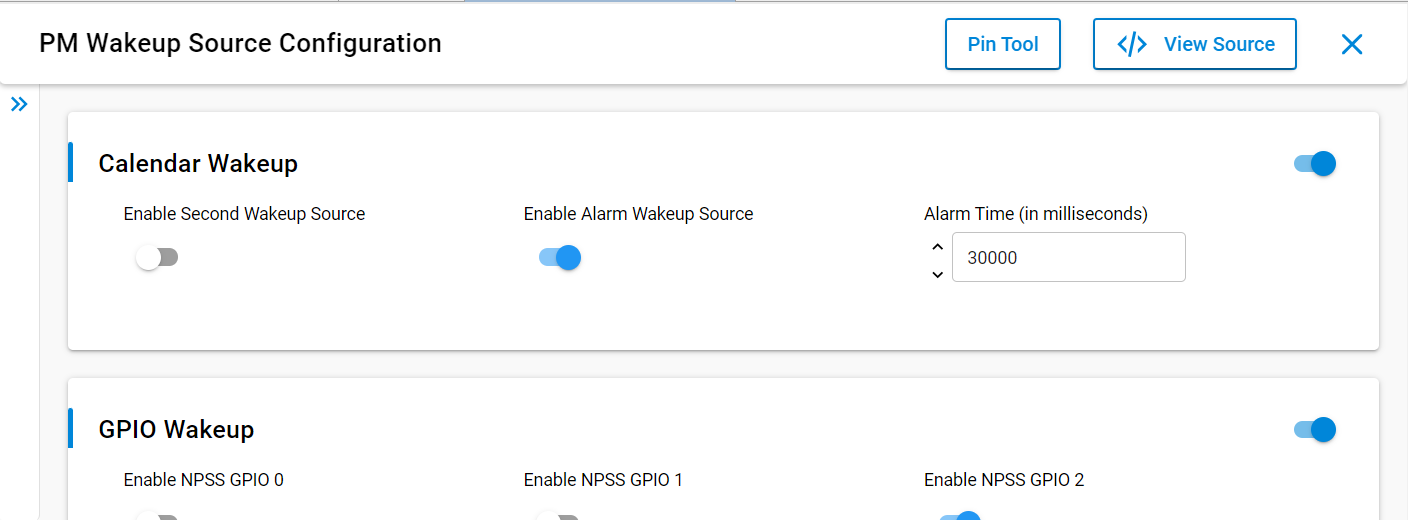 PM Wakeup Source Configuration
Pin Tool
</> View Source
Calendar Wakeup
Enable Second Wakeup Source
Enable Alarm Wakeup Source
Alarm Time (in milliseconds)
30000
GPIO Wakeup
Enable NPSS GPIO 0
Enable NPSS GPIO 1
Enable NPSS GPIO 2